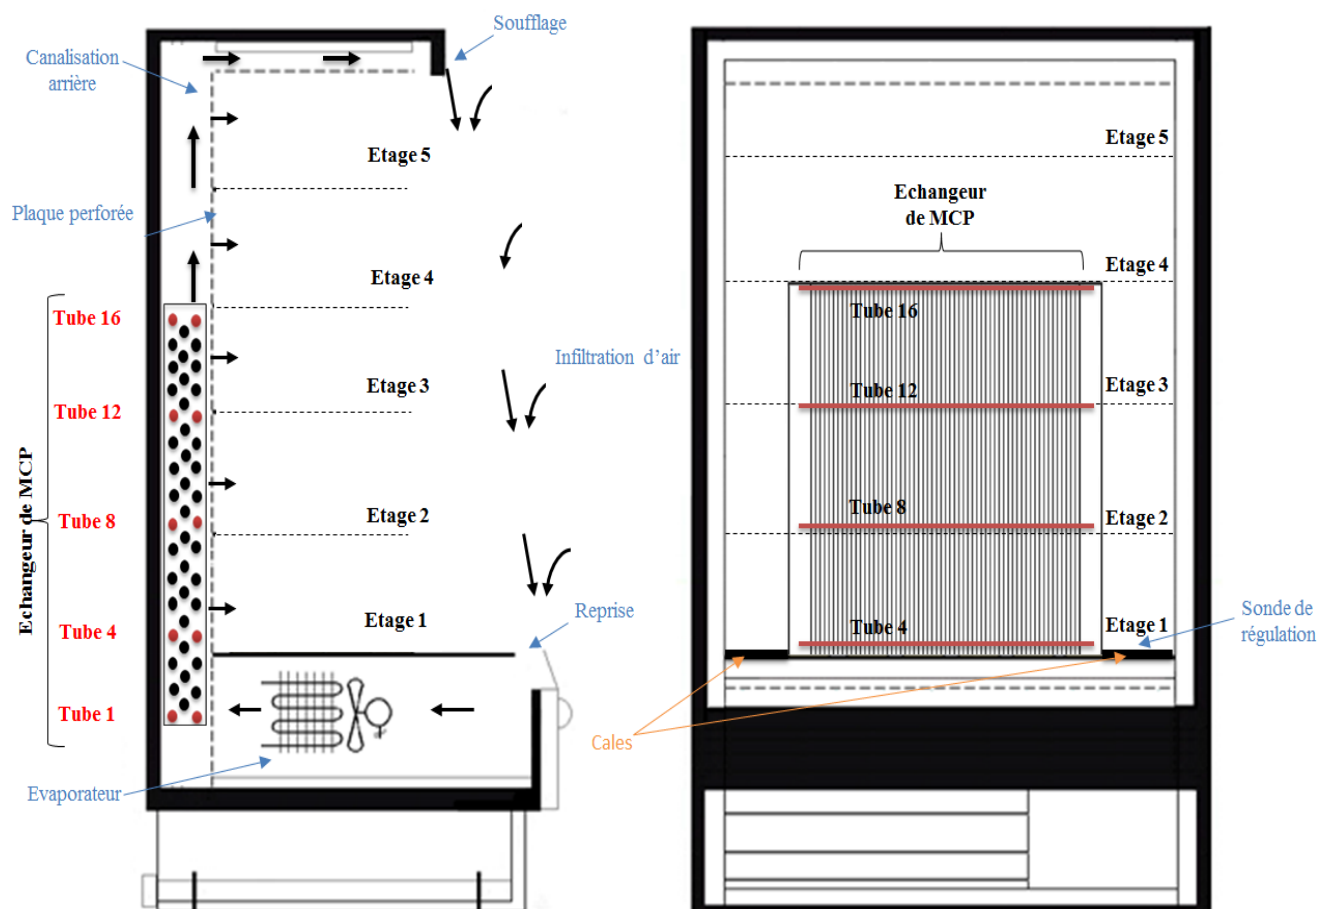 Soufflage
Canalisation
arrière
Etage 5
Plaque perforée
Etage 4
Tube 16
Infiltration d’air
Etage 3
Tube 12
Echangeur de MCP
Etage 2
Tube 8
Reprise
Etage 1
Tube 4
Tube 1
Evaporateur
Etage 5
Echangeur
de MCP
Etage 4
Tube 16
Etage 3
Tube 12
Tube 8
Etage 2
Sonde de
régulation
Etage 1
Tube 4
Cales